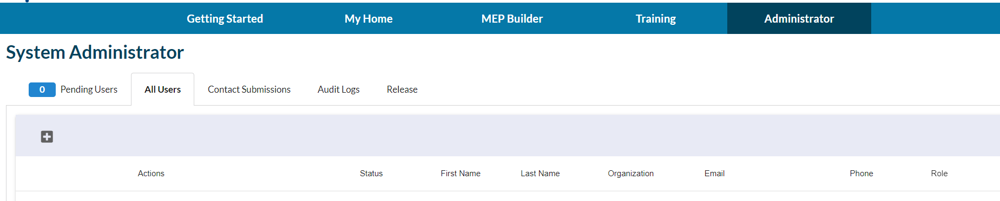 Getting Started My Home MEP Builder Training Administrator
System Administrator
0 Pending Users All Users Contact Submissions Audit Logs Release
Actions Status First Name Last Name Organization Email Phone Role